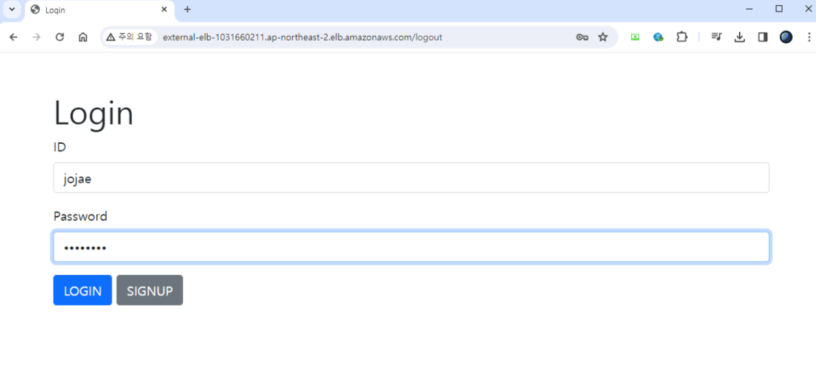 Login
주의 요함
external-elb-1031660211.ap-northeast-2.elb.amazonaws.com/logout
Login
ID
jojae
Password
••••••••
LOGIN SIGNUP